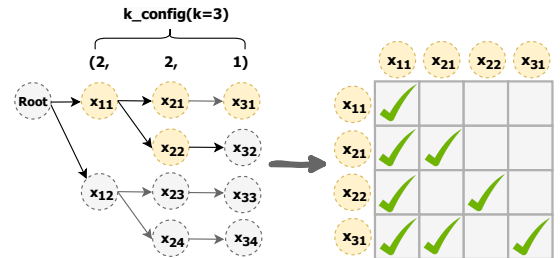 k_config(k=3)
(2, 2, 1)
Root x11 x21 x31
x22 x32
x12 x23 x33
x24 x34
x11 x21 x22 x31
x11
x21
x22
x31